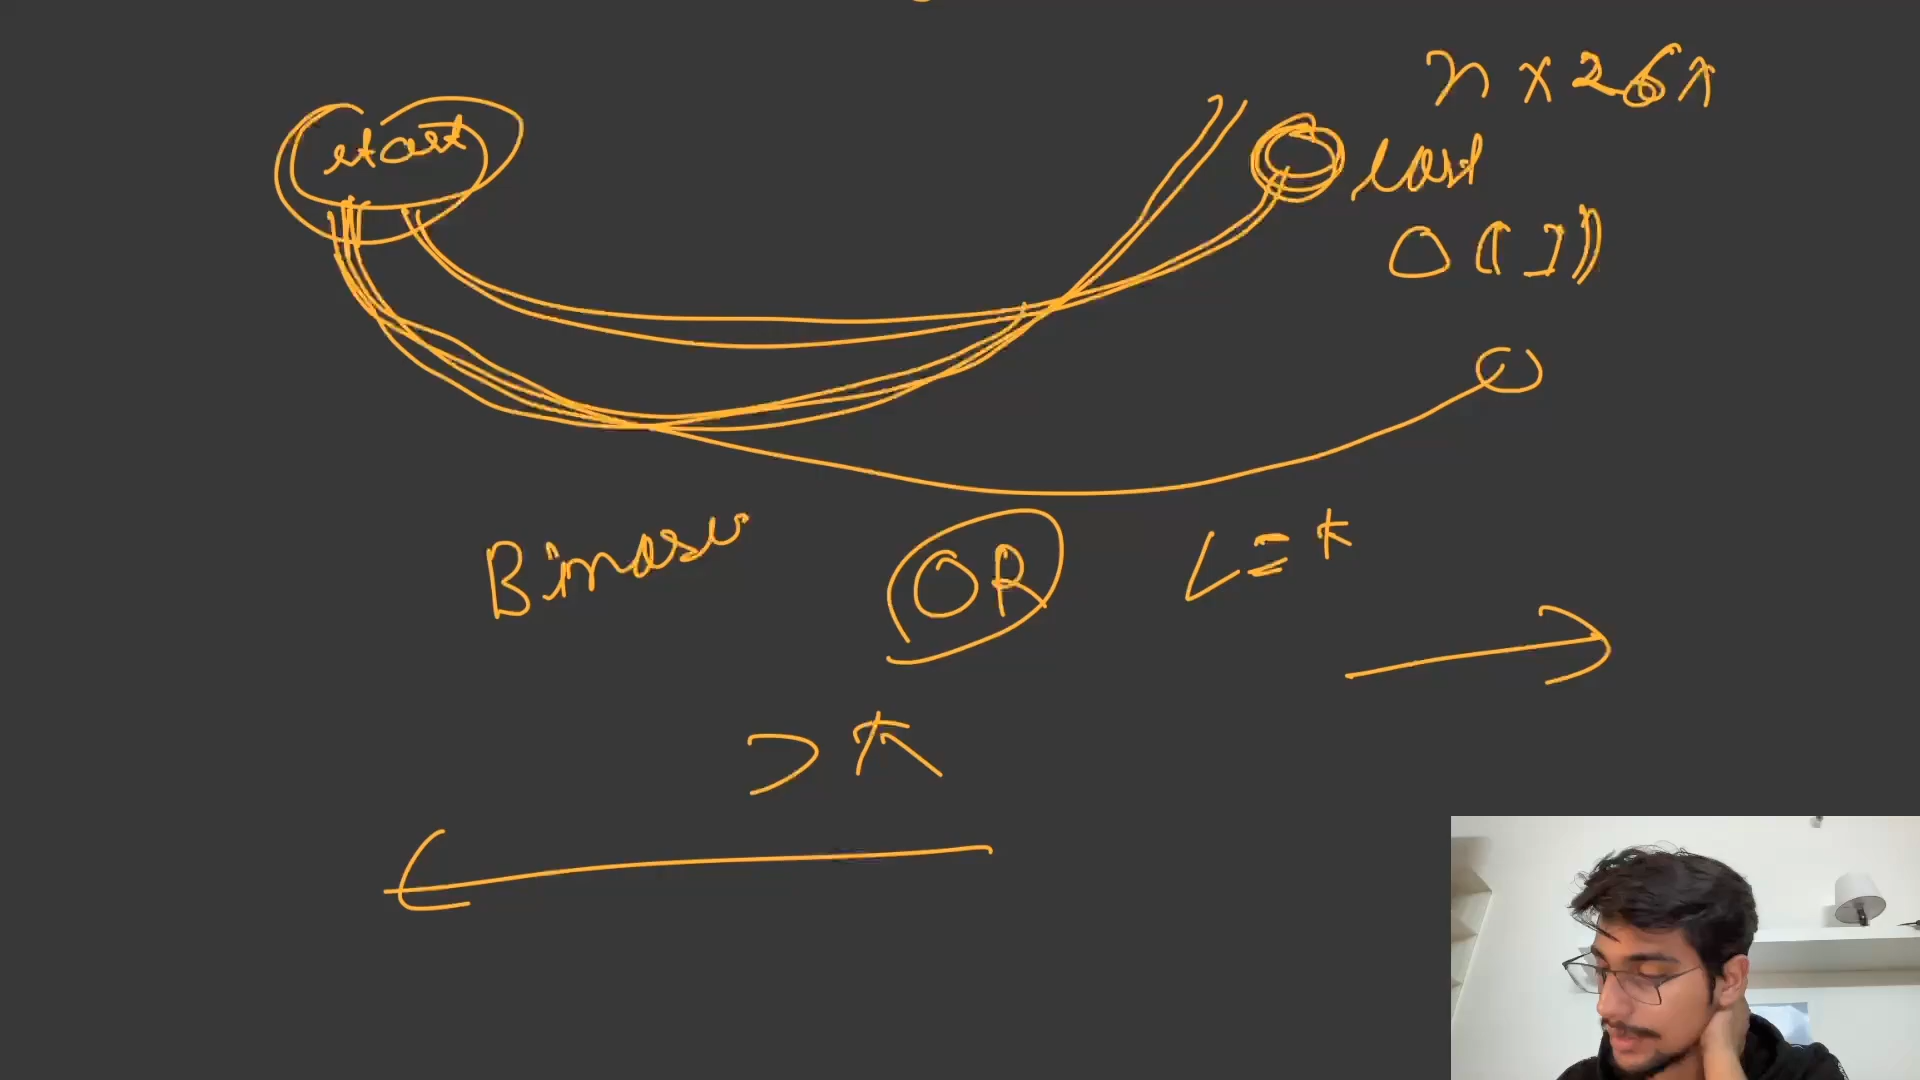 n x 26 x
start
last
O(1)
Binary
OR
<= k
> k